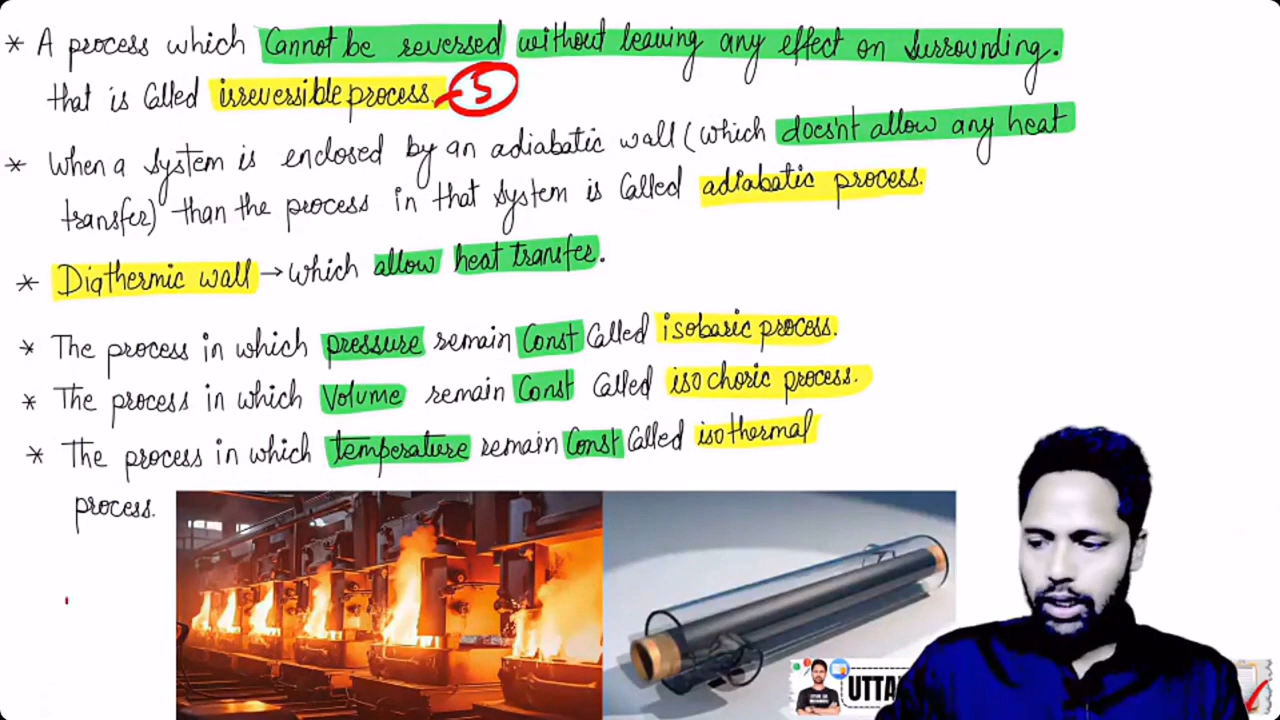 * A process which Cannot be reversed without leaving any effect on surrounding.
that is Called irreversible process. 5
* When a system is enclosed by an adiabatic wall (which does'nt allow any heat
transfer) than the process in that system is Called adiabatic process.
* Diathermic wall → which allow heat transfer.
* The process in which pressure remain Const Called isobaric process.
* The process in which Volume remain Const Called isochoric process.
* The process in which temperature remain Const Called isothermal
process.